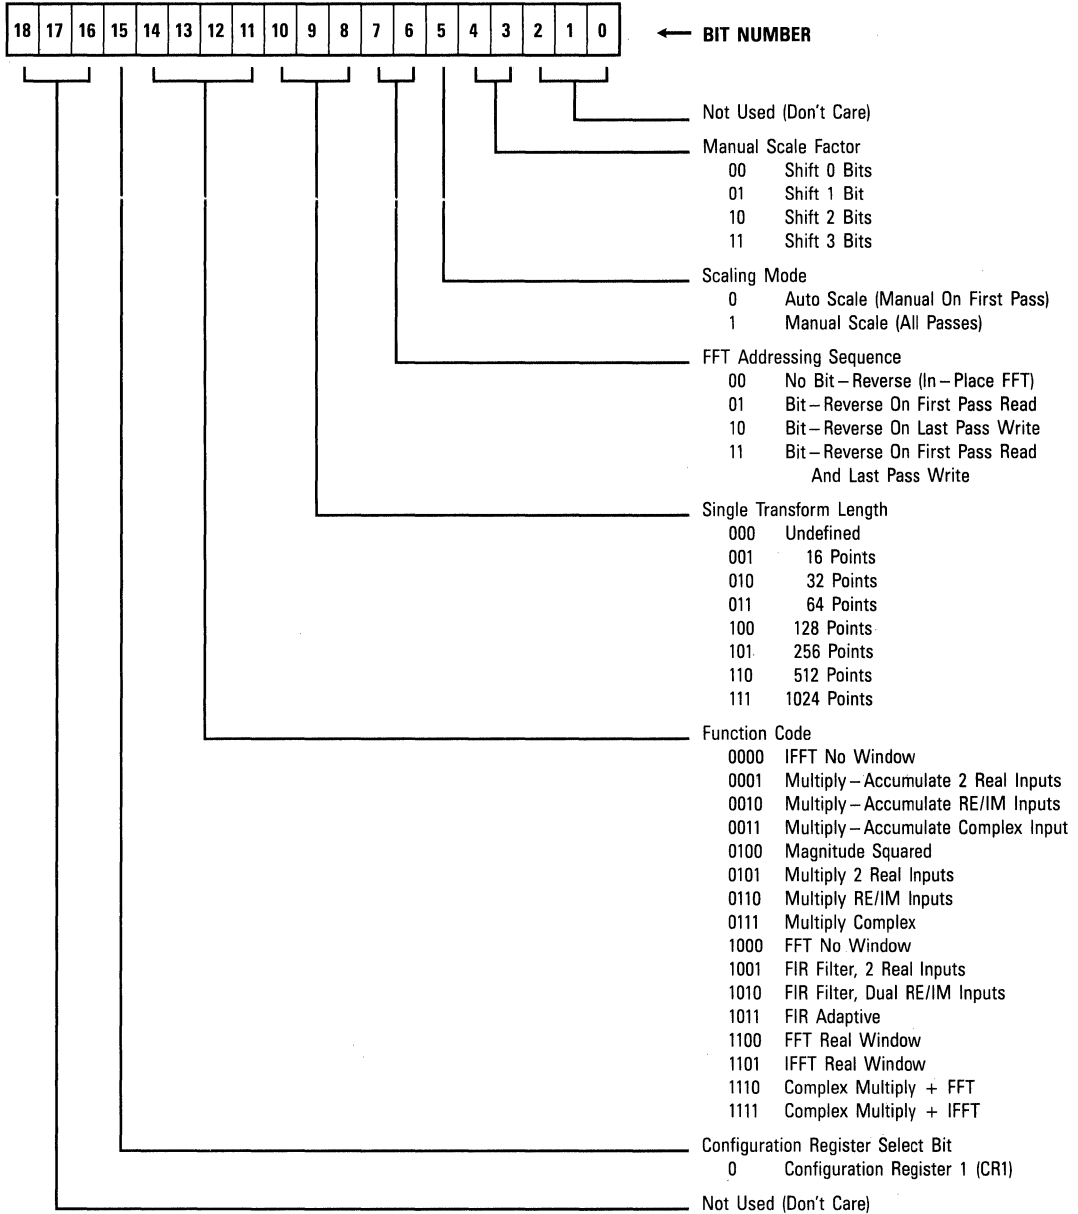 18 17 16 15 14 13 12 11 10 9 8 7 6 5 4 3 2 1 0 ← BIT NUMBER
Not Used (Don't Care)
Manual Scale Factor
00 Shift 0 Bits
01 Shift 1 Bit
10 Shift 2 Bits
11 Shift 3 Bits
Scaling Mode
0 Auto Scale (Manual On First Pass)
1 Manual Scale (All Passes)
FFT Addressing Sequence
00 No Bit–Reverse (In–Place FFT)
01 Bit–Reverse On First Pass Read
10 Bit–Reverse On Last Pass Write
11 Bit–Reverse On First Pass Read
And Last Pass Write
Single Transform Length
000 Undefined
001 16 Points
010 32 Points
011 64 Points
100 128 Points
101 256 Points
110 512 Points
111 1024 Points
Function Code
0000 IFFT No Window
0001 Multiply–Accumulate 2 Real Inputs
0010 Multiply–Accumulate RE/IM Inputs
0011 Multiply–Accumulate Complex Input
0100 Magnitude Squared
0101 Multiply 2 Real Inputs
0110 Multiply RE/IM Inputs
0111 Multiply Complex
1000 FFT No Window
1001 FIR Filter, 2 Real Inputs
1010 FIR Filter, Dual RE/IM Inputs
1011 FIR Adaptive
1100 FFT Real Window
1101 IFFT Real Window
1110 Complex Multiply + FFT
1111 Complex Multiply + IFFT
Configuration Register Select Bit
0 Configuration Register 1 (CR1)
Not Used (Don't Care)